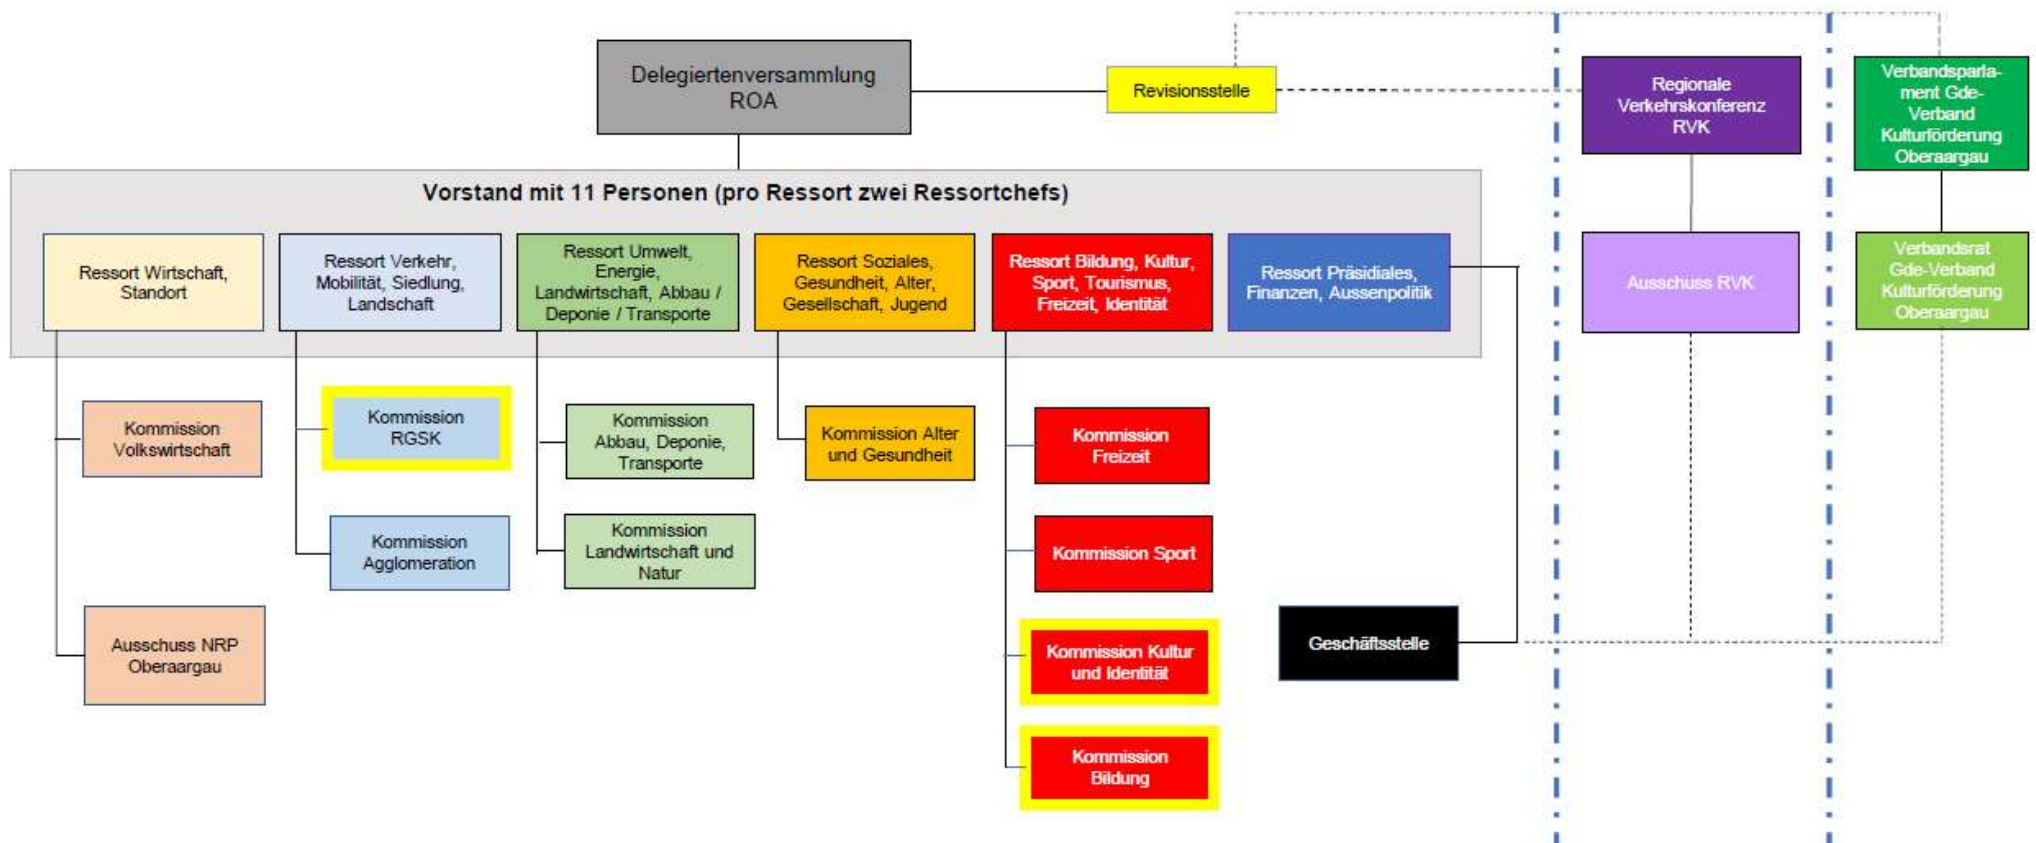 Delegiertenversammlung
ROA
Revisionsstelle
Regionale
Verkehrskonferenz
RVK
Verbandsparla-
ment Gde-
Verband
Kulturförderung
Oberaargau
Vorstand mit 11 Personen (pro Ressort zwei Ressortchefs)
Ressort Wirtschaft,
Standort
Ressort Verkehr,
Mobilität, Siedlung,
Landschaft
Ressort Umwelt,
Energie,
Landwirtschaft, Abbau /
Deponie / Transporte
Ressort Soziales,
Gesundheit, Alter,
Gesellschaft, Jugend
Ressort Bildung, Kultur,
Sport, Tourismus,
Freizeit, Identität
Ressort Präsidiales,
Finanzen, Aussenpolitik
Ausschuss RVK
Verbandsrat
Gde-Verband
Kulturförderung
Oberaargau
Kommission
Volkswirtschaft
Kommission
RGSK
Kommission
Abbau, Deponie,
Transporte
Kommission Alter
und Gesundheit
Kommission
Freizeit
Kommission
Agglomeration
Kommission
Landwirtschaft und
Natur
Kommission Sport
Ausschuss NRP
Oberaargau
Kommission Kultur
und Identität
Geschäftsstelle
Kommission
Bildung